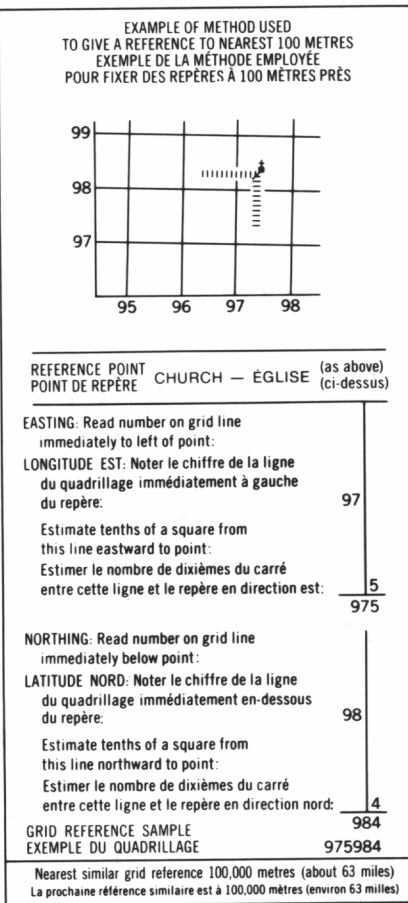 EXAMPLE OF METHOD USED
TO GIVE A REFERENCE TO NEAREST 100 METRES
EXEMPLE DE LA MÉTHODE EMPLOYÉE
POUR FIXER DES REPÈRES À 100 MÈTRES PRÈS
99
98
97
95 96 97 98
REFERENCE POINT
POINT DE REPÈRE CHURCH — ÉGLISE (as above)
(ci-dessus)
EASTING: Read number on grid line
immediately to left of point:
LONGITUDE EST: Noter le chiffre de la ligne
du quadrillage immédiatement à gauche
du repère: 97
Estimate tenths of a square from
this line eastward to point:
Estimer le nombre de dixièmes du carré
entre cette ligne et le repère en direction est: 5
975
NORTHING: Read number on grid line
immediately below point:
LATITUDE NORD: Noter le chiffre de la ligne
du quadrillage immédiatement en-dessous
du repère: 98
Estimate tenths of a square from
this line northward to point:
Estimer le nombre de dixièmes du carré
entre cette ligne et le repère en direction nord: 4
984
GRID REFERENCE SAMPLE
EXEMPLE DU QUADRILLAGE 975984
Nearest similar grid reference 100,000 metres (about 63 miles)
La prochaine référence similaire est à 100,000 mètres (environ 63 milles)